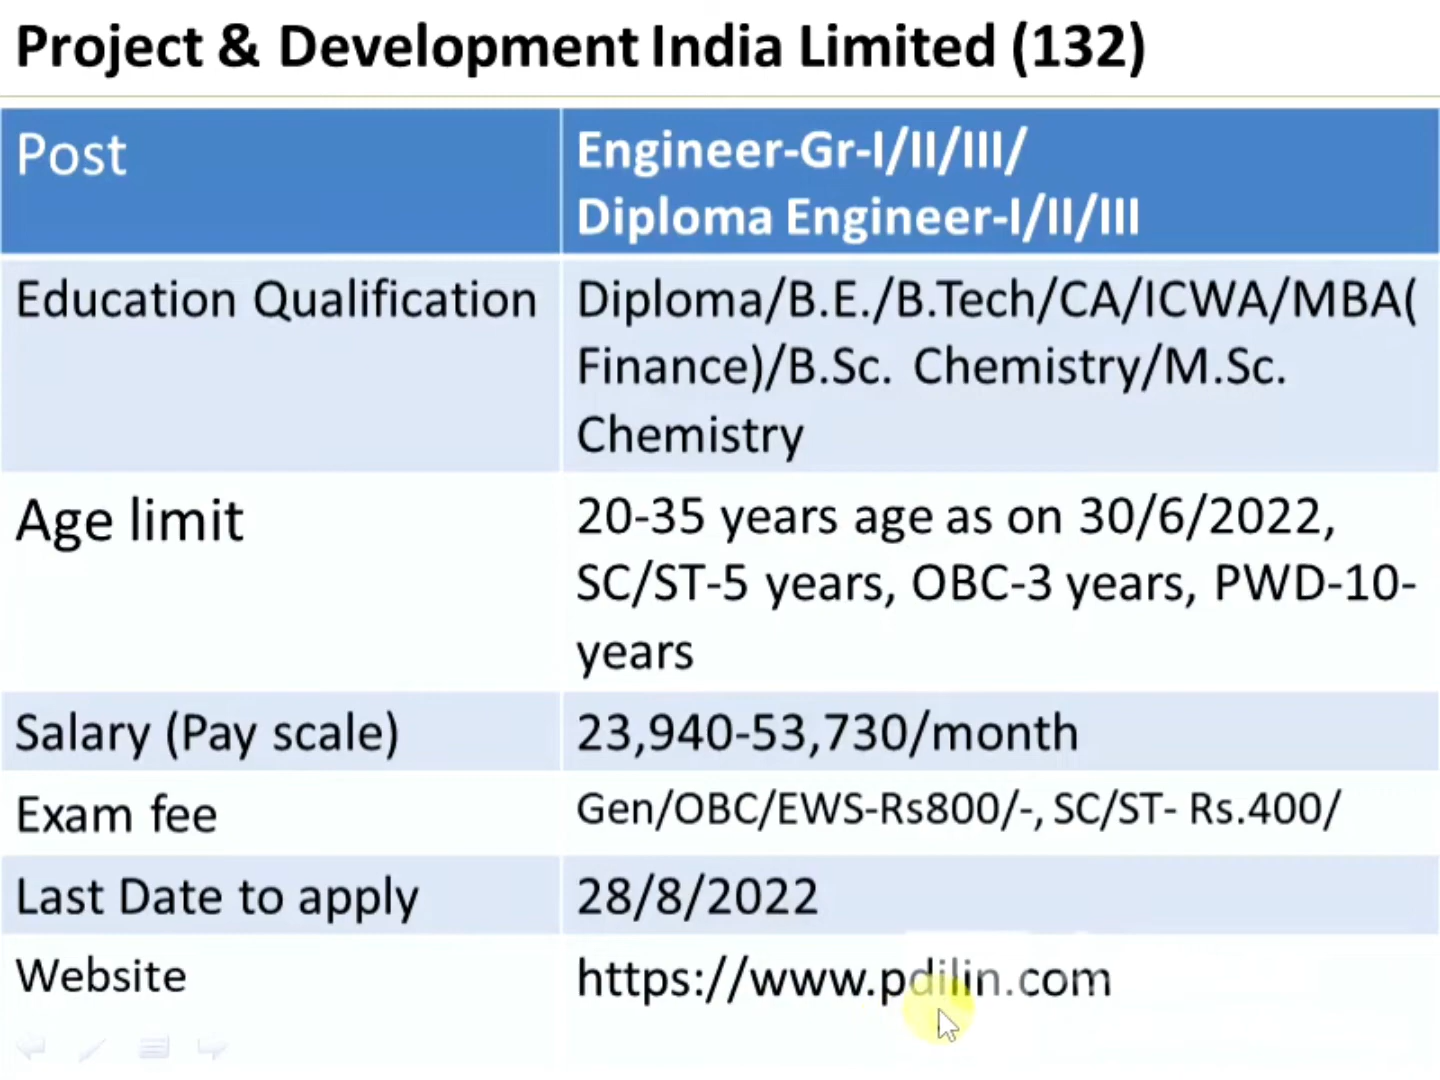 Project & Development India Limited (132)
Post
Engineer-Gr-I/II/III/
Diploma Engineer-I/II/III
Education Qualification
Diploma/B.E./B.Tech/CA/ICWA/MBA(
Finance)/B.Sc. Chemistry/M.Sc.
Chemistry
Age limit
20-35 years age as on 30/6/2022,
SC/ST-5 years, OBC-3 years, PWD-10-
years
Salary (Pay scale)
23,940-53,730/month
Exam fee
Gen/OBC/EWS-Rs800/-, SC/ST- Rs.400/
Last Date to apply
28/8/2022
Website
https://www.pdilin.com